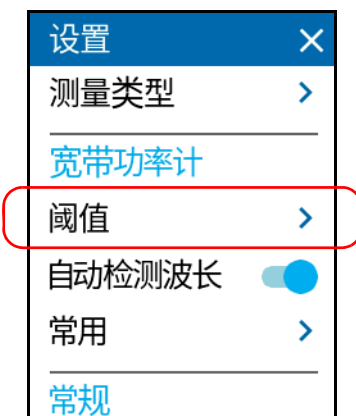 设置
测量类型
宽带功率计
阈值
自动检测波长
常用
常规